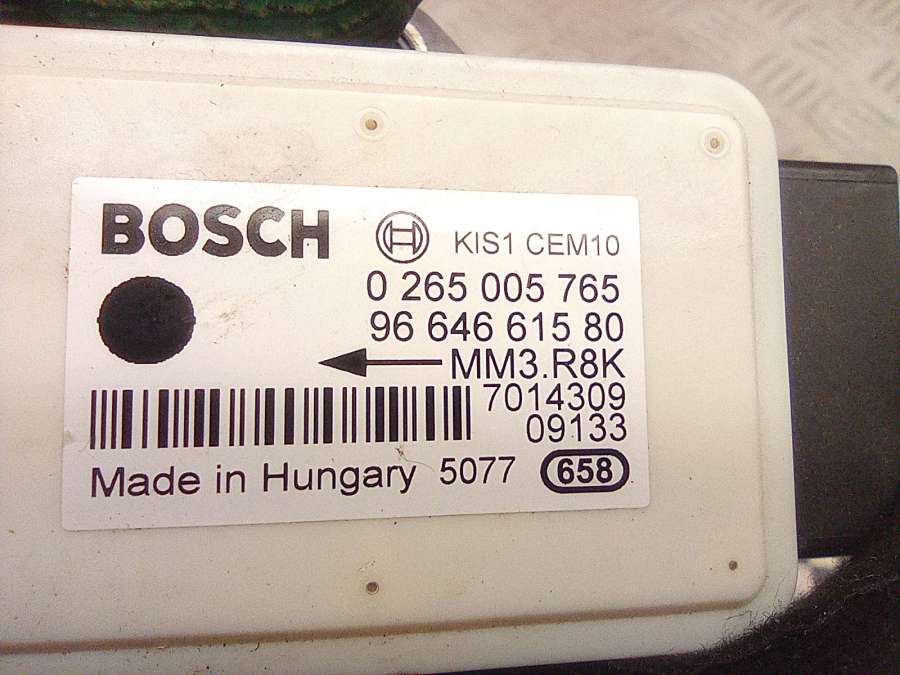 BOSCH KIS1 CEM10
0 265 005 765
96 646 615 80
MM3.R8K
7014309
09133
Made in Hungary 5077 658